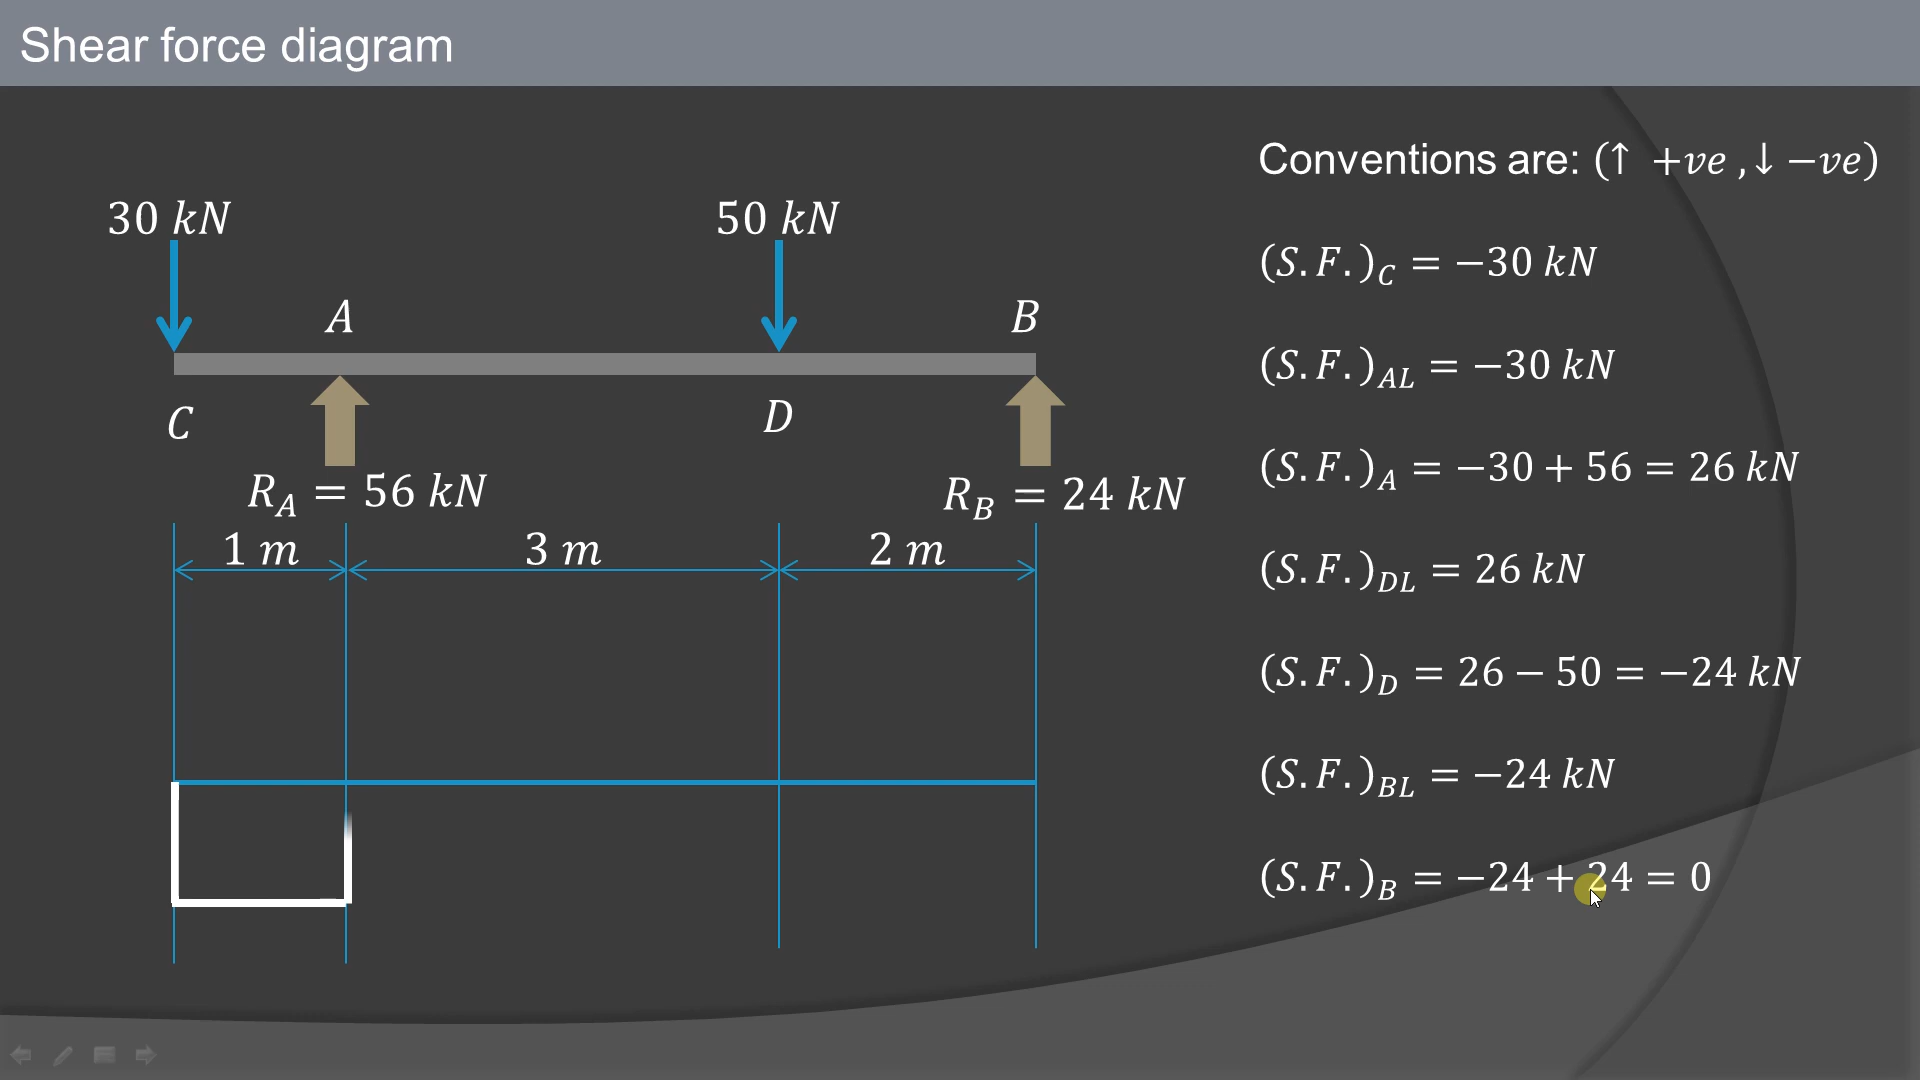 Shear force diagram
Conventions are: (↑ +ve ,↓ −ve)
30 kN
50 kN
A
B
C
D
R_A = 56 kN
R_B = 24 kN
1 m
3 m
2 m
(S.F.)_C = −30 kN
(S.F.)_AL = −30 kN
(S.F.)_A = −30 + 56 = 26 kN
(S.F.)_DL = 26 kN
(S.F.)_D = 26 − 50 = −24 kN
(S.F.)_BL = −24 kN
(S.F.)_B = −24 + 24 = 0